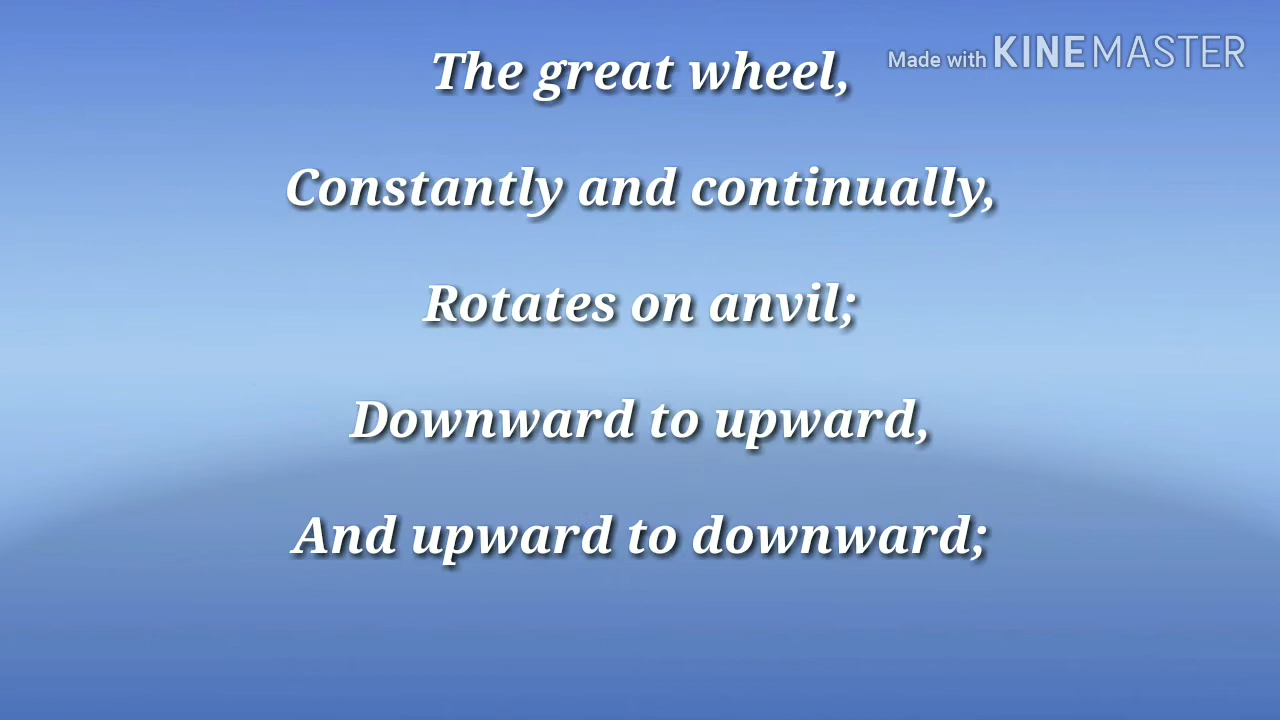 The great wheel,
Made with KINEMASTER
Constantly and continually,
Rotates on anvil;
Downward to upward,
And upward to downward;